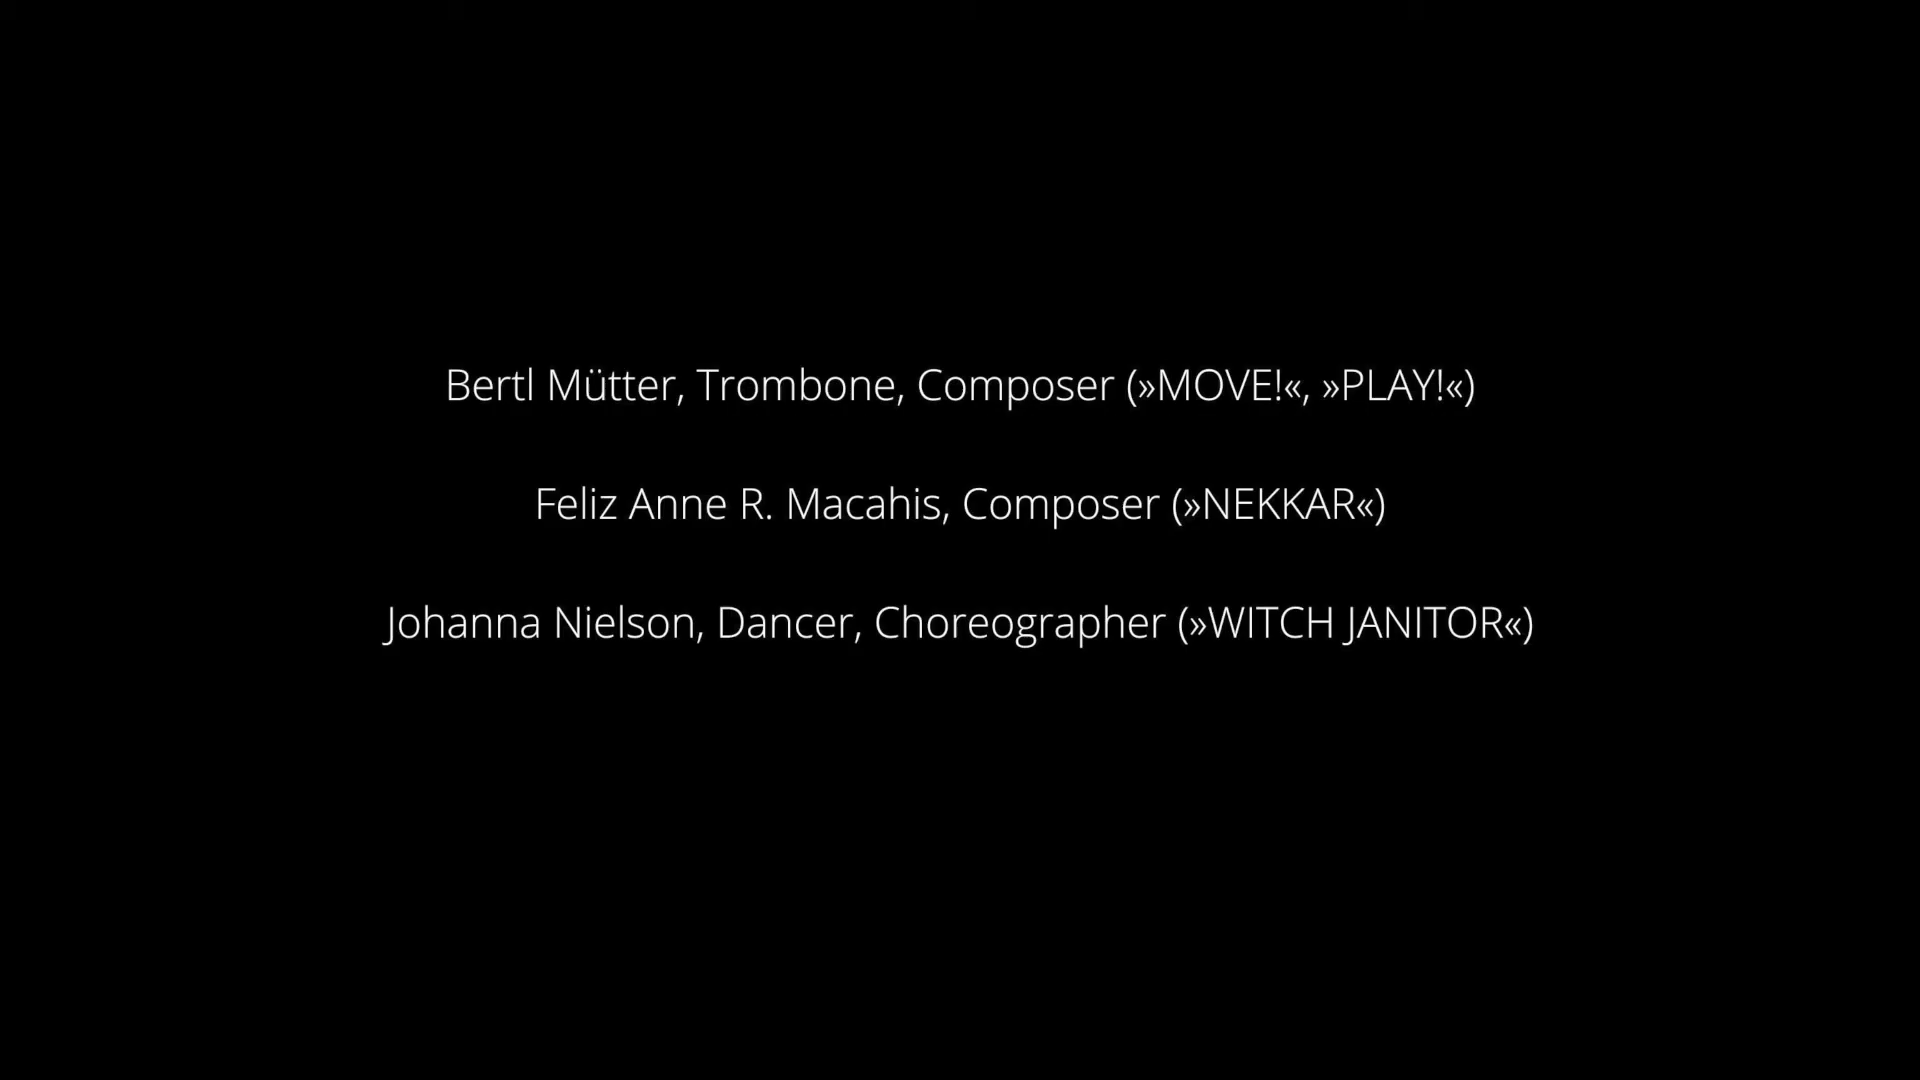 Bertl Mütter, Trombone, Composer (»MOVE!«, »PLAY!«)
Feliz Anne R. Macahis, Composer (»NEKKAR«)
Johanna Nielson, Dancer, Choreographer (»WITCH JANITOR«)